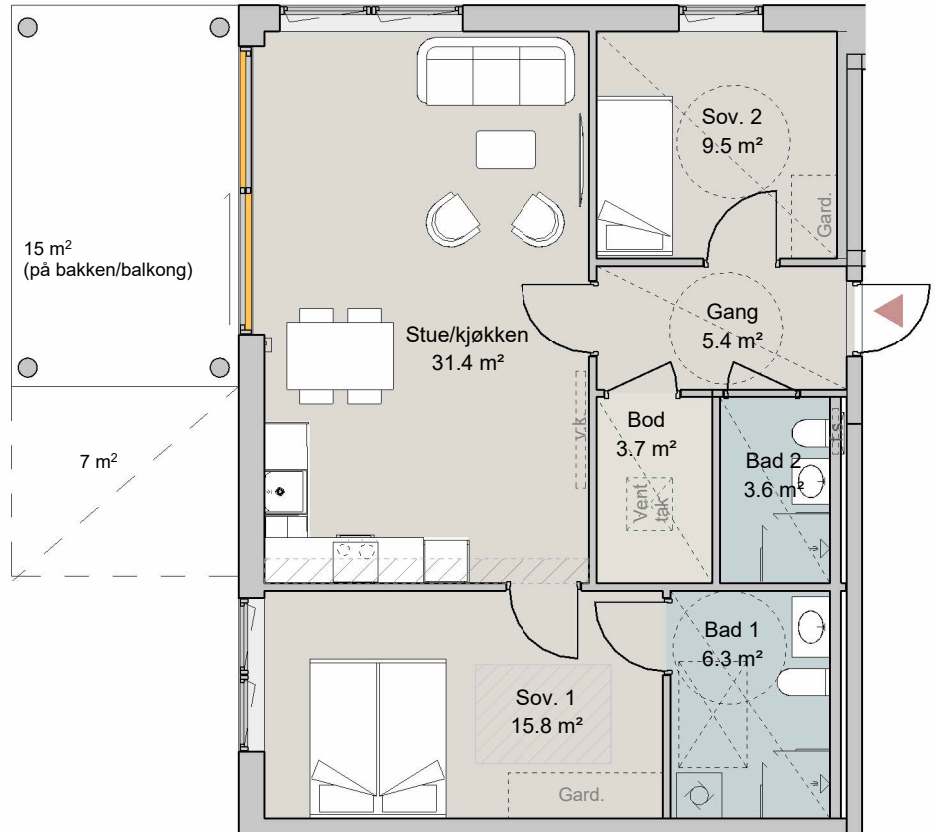 Sov. 2
9.5 m²
Gard.
15 m²
(på bakken/balkong)
Gang
5.4 m²
Stue/kjøkken
31.4 m²
v.k
Bod
3.7 m²
Vent
tak
Bad 2
3.6 m²
7 m²
Bad 1
6.3 m²
Sov. 1
15.8 m²
Gard.